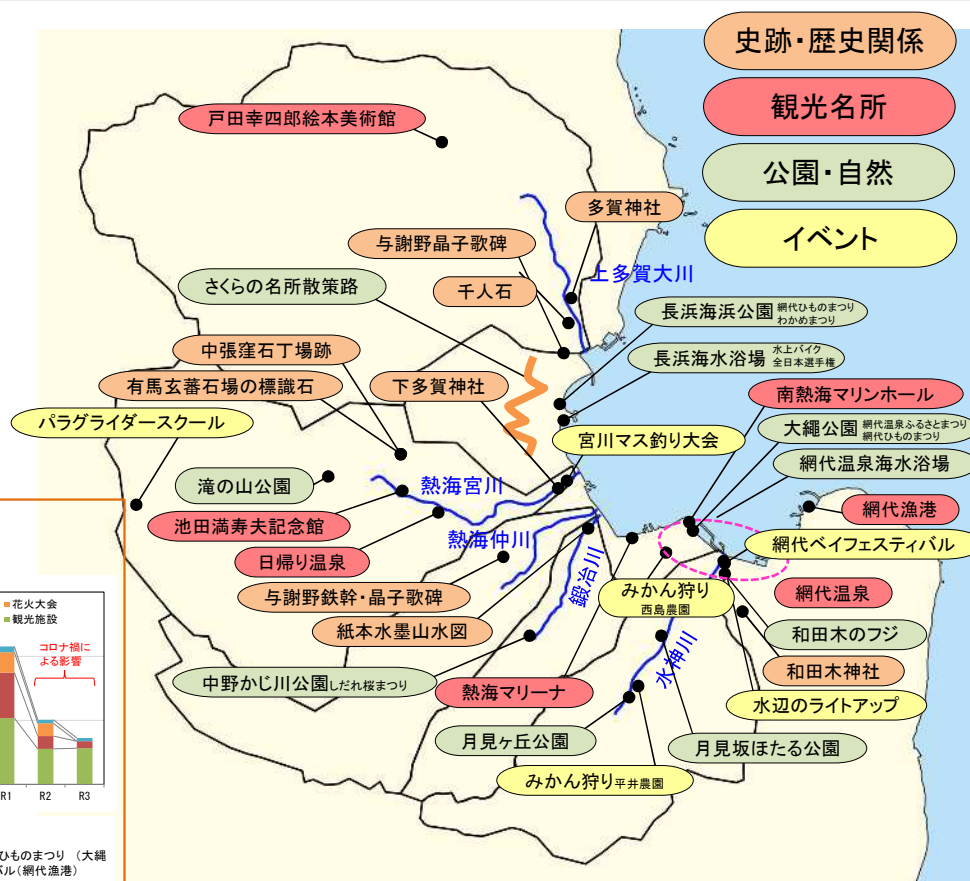 史跡・歴史関係
観光名所
公園・自然
イベント
戸田幸四郎絵本美術館
多賀神社
与謝野晶子歌碑
上多賀大川
さくらの名所散策路
千人石
長浜海浜公園 網代ひものまつり
わかめまつり
中張窪石丁場跡
長浜海水浴場 水上バイク
全日本選手権
有馬玄蕃石場の標識石
下多賀神社
南熱海マリンホール
パラグライダースクール
大縄公園 網代温泉ふるさとまつり
網代ひものまつり
宮川マス釣り大会
網代温泉海水浴場
滝の山公園
熱海宮川
網代漁港
池田満寿夫記念館
熱海仲川
網代ベイフェスティバル
日帰り温泉
鍛治川
みかん狩り
西島農園
網代温泉
与謝野鉄幹・晶子歌碑
紙本水墨山水図
和田木のフジ
水神川
和田木神社
中野かじ川公園しだれ桜まつり
熱海マリーナ
水辺のライトアップ
月見ヶ丘公園
月見坂ほたる公園
みかん狩り平井農園
花火大会
観光施設
コロナ禍に
よる影響
R1 R2 R3
ひものまつり (大縄
バル(網代漁港)